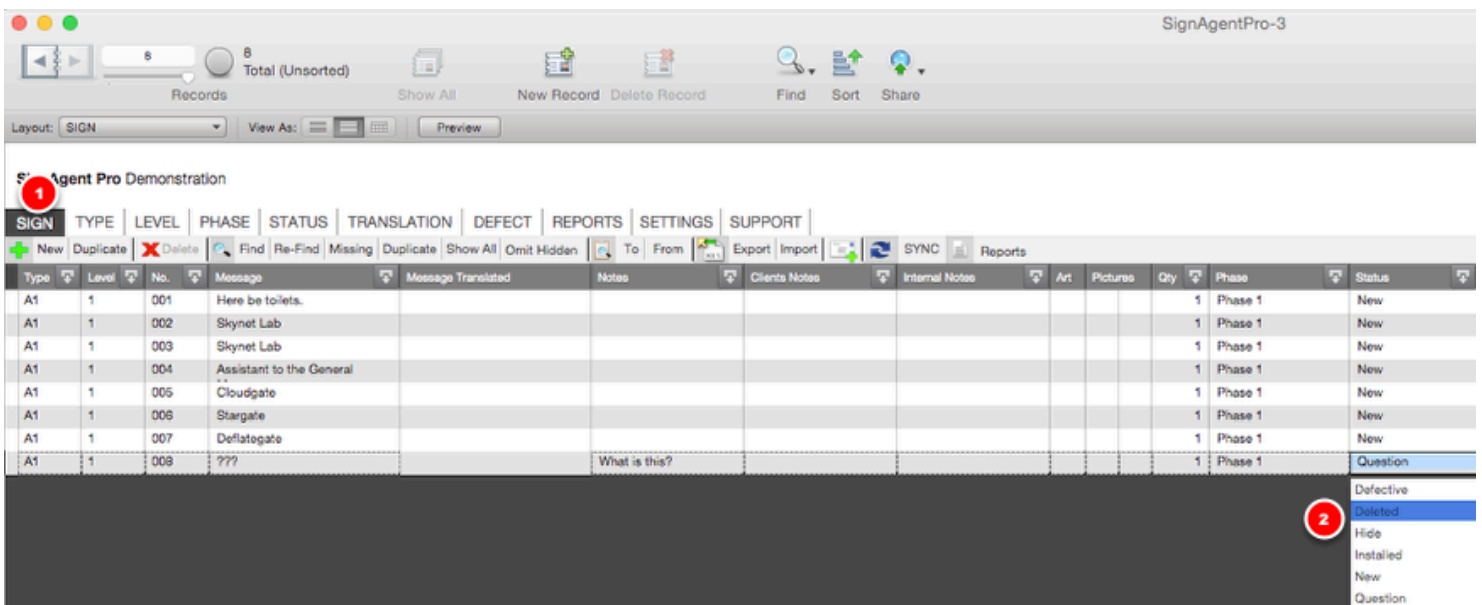 SignAgentPro-3
8
8
Total (Unsorted)
Records
Show All
New Record
Delete Record
Find
Sort
Share
Layout: SIGN
View As:
Preview
Agent Pro Demonstration
1
SIGN TYPE LEVEL PHASE STATUS TRANSLATION DEFECT REPORTS SETTINGS SUPPORT
New Duplicate Delete Find Re-Find Missing Duplicate Show All Omit Hidden To From Export Import SYNC Reports
Type Level No. Message Message Translated Notes Clients Notes Internal Notes Art Pictures Qty Phase Status
A1 1 001 Here be toilets. 1 Phase 1 New
A1 1 002 Skynet Lab 1 Phase 1 New
A1 1 003 Skynet Lab 1 Phase 1 New
A1 1 004 Assistant to the General 1 Phase 1 New
A1 1 005 Cloudgate 1 Phase 1 New
A1 1 006 Stargate 1 Phase 1 New
A1 1 007 Deflategate 1 Phase 1 New
A1 1 008 ??? What is this? 1 Phase 1 Question
Defective
2
Deleted
Hide
Installed
New
Question